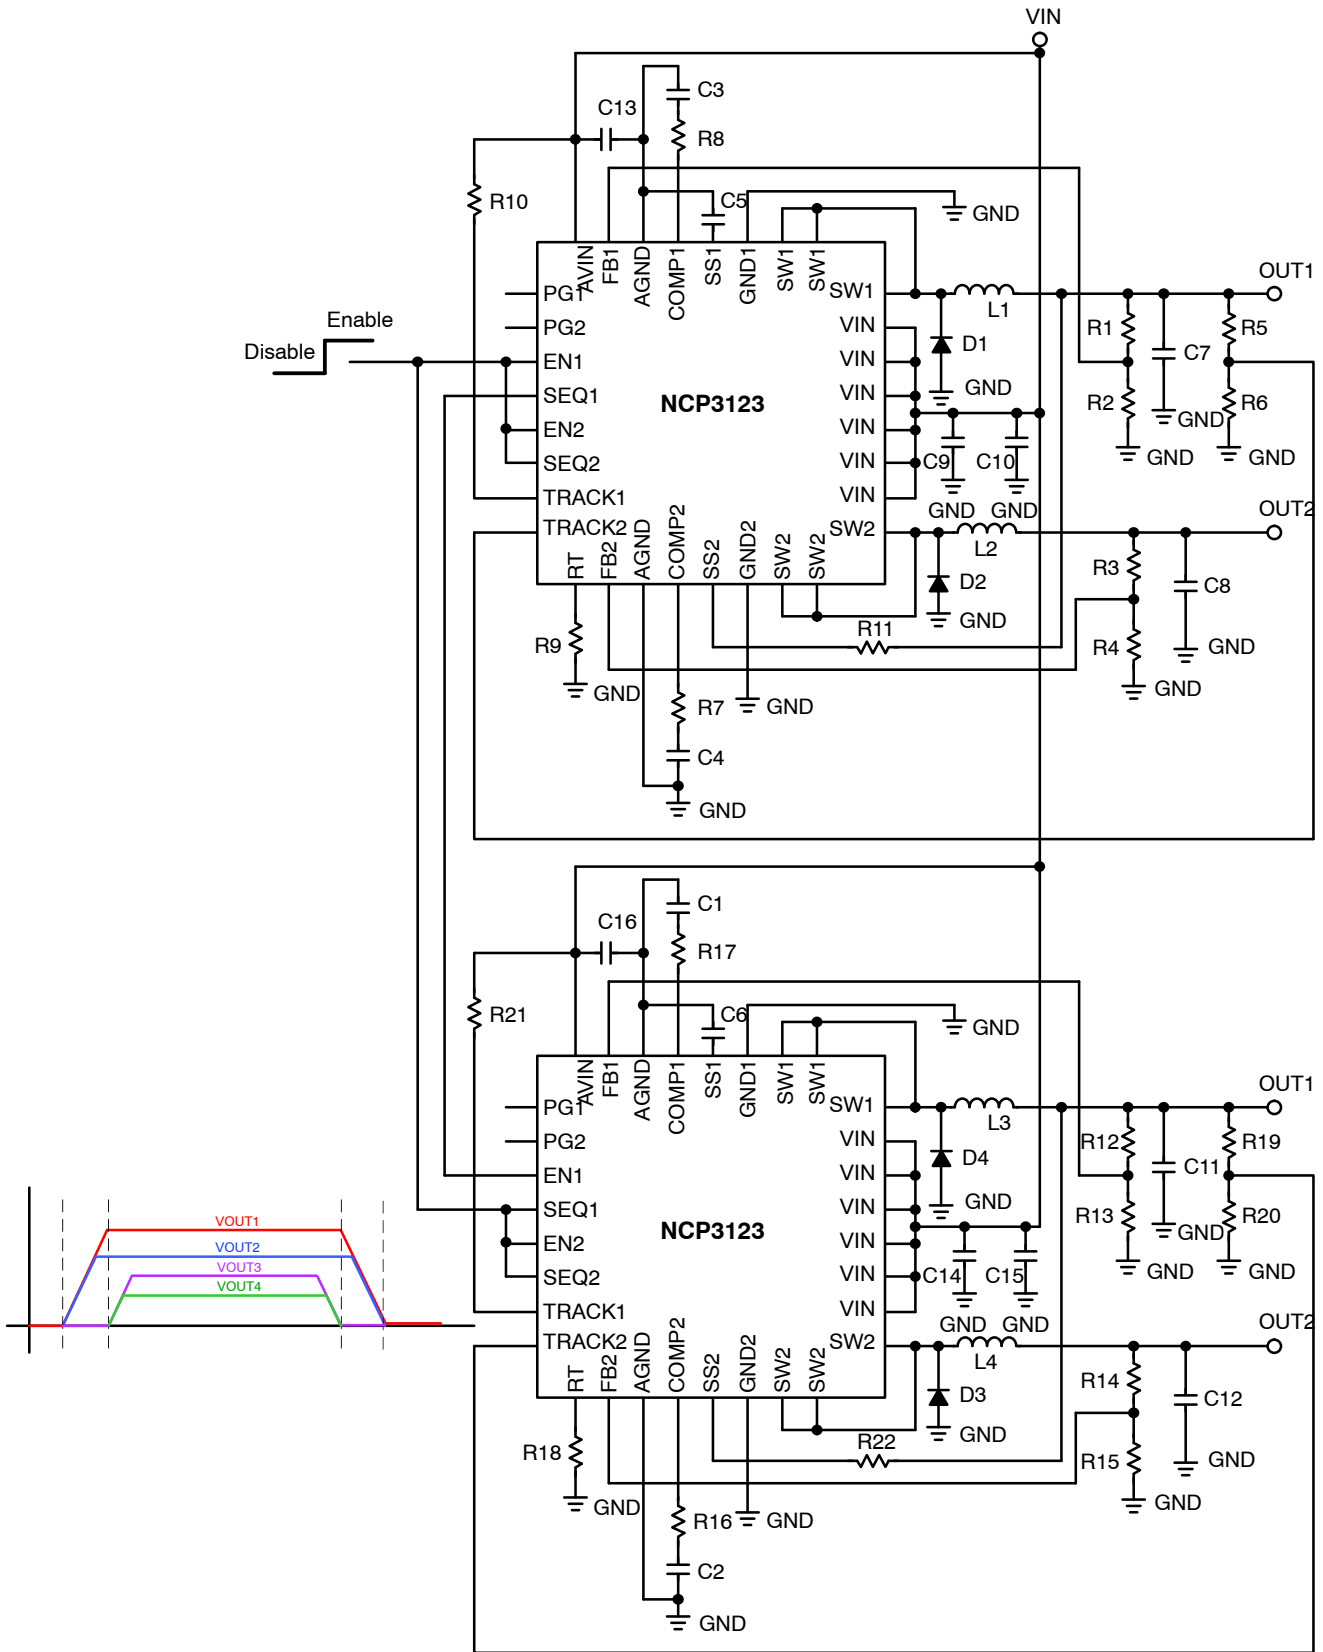 VIN
C3
C13
R8
R10
C5
GND
AVIN
FB1
AGND
COMP1
SS1
GND1
SW1
SW1
OUT1
PG1
SW1
L1
Enable
PG2
VIN
R1
R5
Disable
D1
C7
EN1
VIN
GND
SEQ1
NCP3123
VIN
R2
R6
GND
EN2
VIN
GND
GND
SEQ2
VIN
C9
C10
TRACK1
VIN
GND
GND
OUT2
TRACK2
SW2
L2
RT
FB2
AGND
COMP2
SS2
GND2
SW2
SW2
R3
D2
C8
GND
R11
R9
R4
GND
GND
GND
R7
GND
C4
GND
C1
C16
R17
R21
C6
GND
AVIN
FB1
AGND
COMP1
SS1
GND1
SW1
SW1
OUT1
PG1
SW1
L3
PG2
VIN
R12
R19
D4
C11
EN1
VIN
GND
SEQ1
VIN
R13
R20
VOUT1
NCP3123
GND
EN2
VIN
VOUT2
GND
GND
VOUT3
SEQ2
VIN
C14
C15
VOUT4
TRACK1
VIN
GND
GND
OUT2
TRACK2
SW2
L4
RT
FB2
AGND
COMP2
SS2
GND2
SW2
SW2
R14
D3
C12
GND
R22
R18
R15
GND
GND
GND
R16
GND
C2
GND